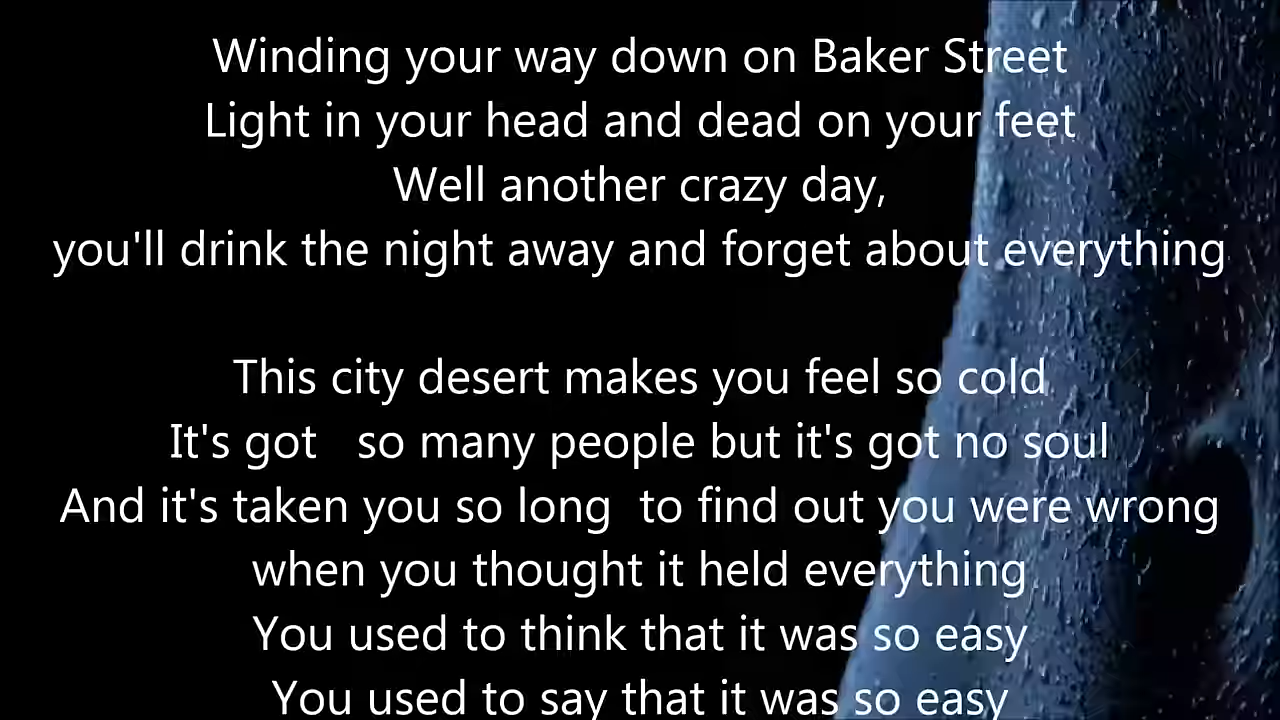 Winding your way down on Baker Street
Light in your head and dead on your feet
Well another crazy day,
you'll drink the night away and forget about everything
This city desert makes you feel so cold
It's got   so many people but it's got no soul
And it's taken you so long  to find out you were wrong
when you thought it held everything
You used to think that it was so easy
You used to say that it was so easy